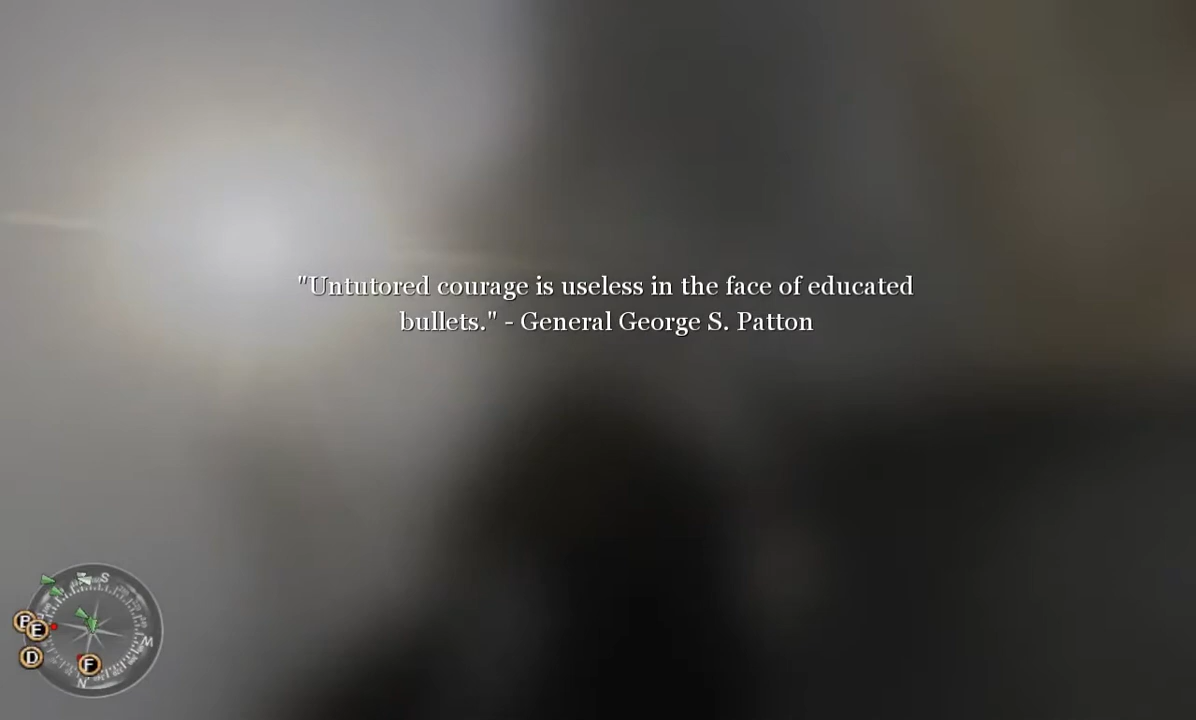 "Untutored courage is useless in the face of educated
bullets." - General George S. Patton
S
P
E
W
D
F
N